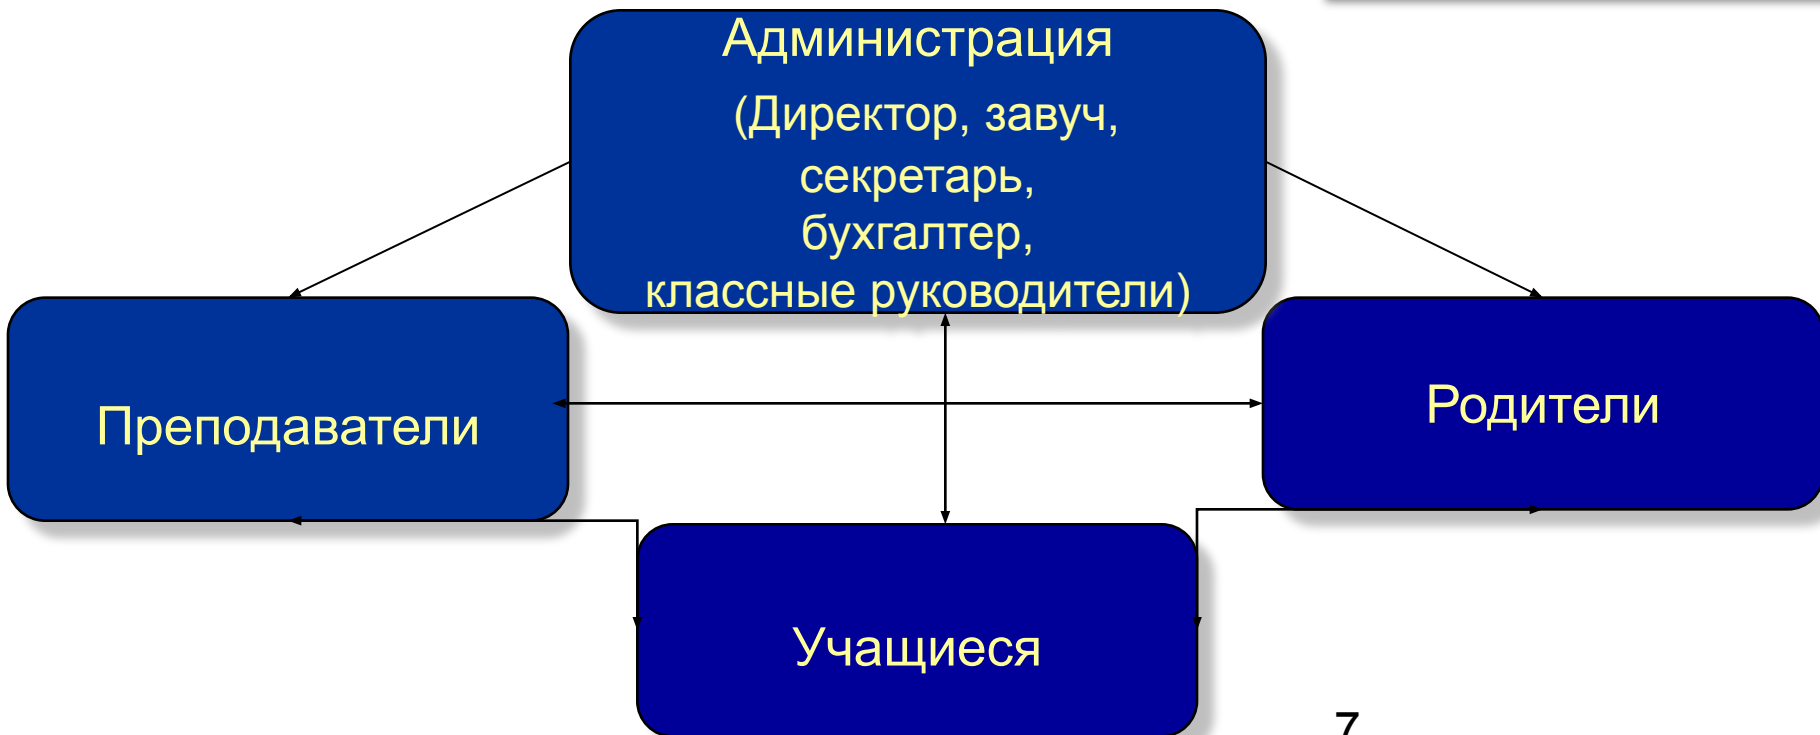 Администрация
(Директор, завуч,
секретарь,
бухгалтер,
классные руководители)
Преподаватели
Родители
Учащиеся
7